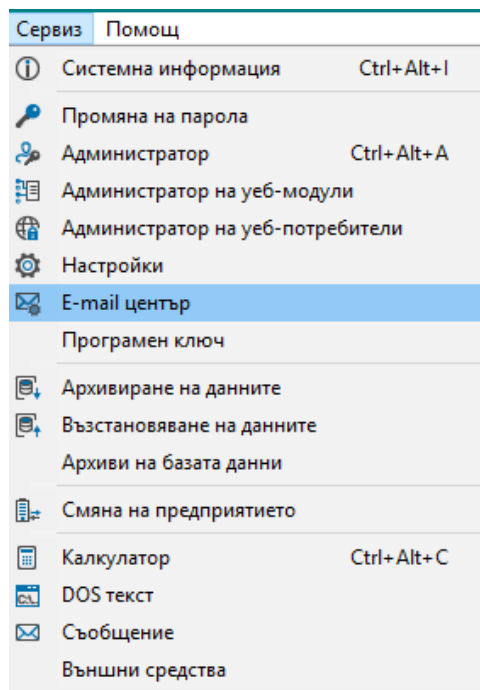 Сервиз Помощ
Системна информация Ctrl+Alt+I
Промяна на парола
Администратор Ctrl+Alt+A
Администратор на уеб-модули
Администратор на уеб-потребители
Настройки
E-mail център
Програмен ключ
Архивиране на данните
Възстановяване на данните
Архиви на базата данни
Смяна на предприятието
Калкулатор Ctrl+Alt+C
DOS текст
Съобщение
Външни средства